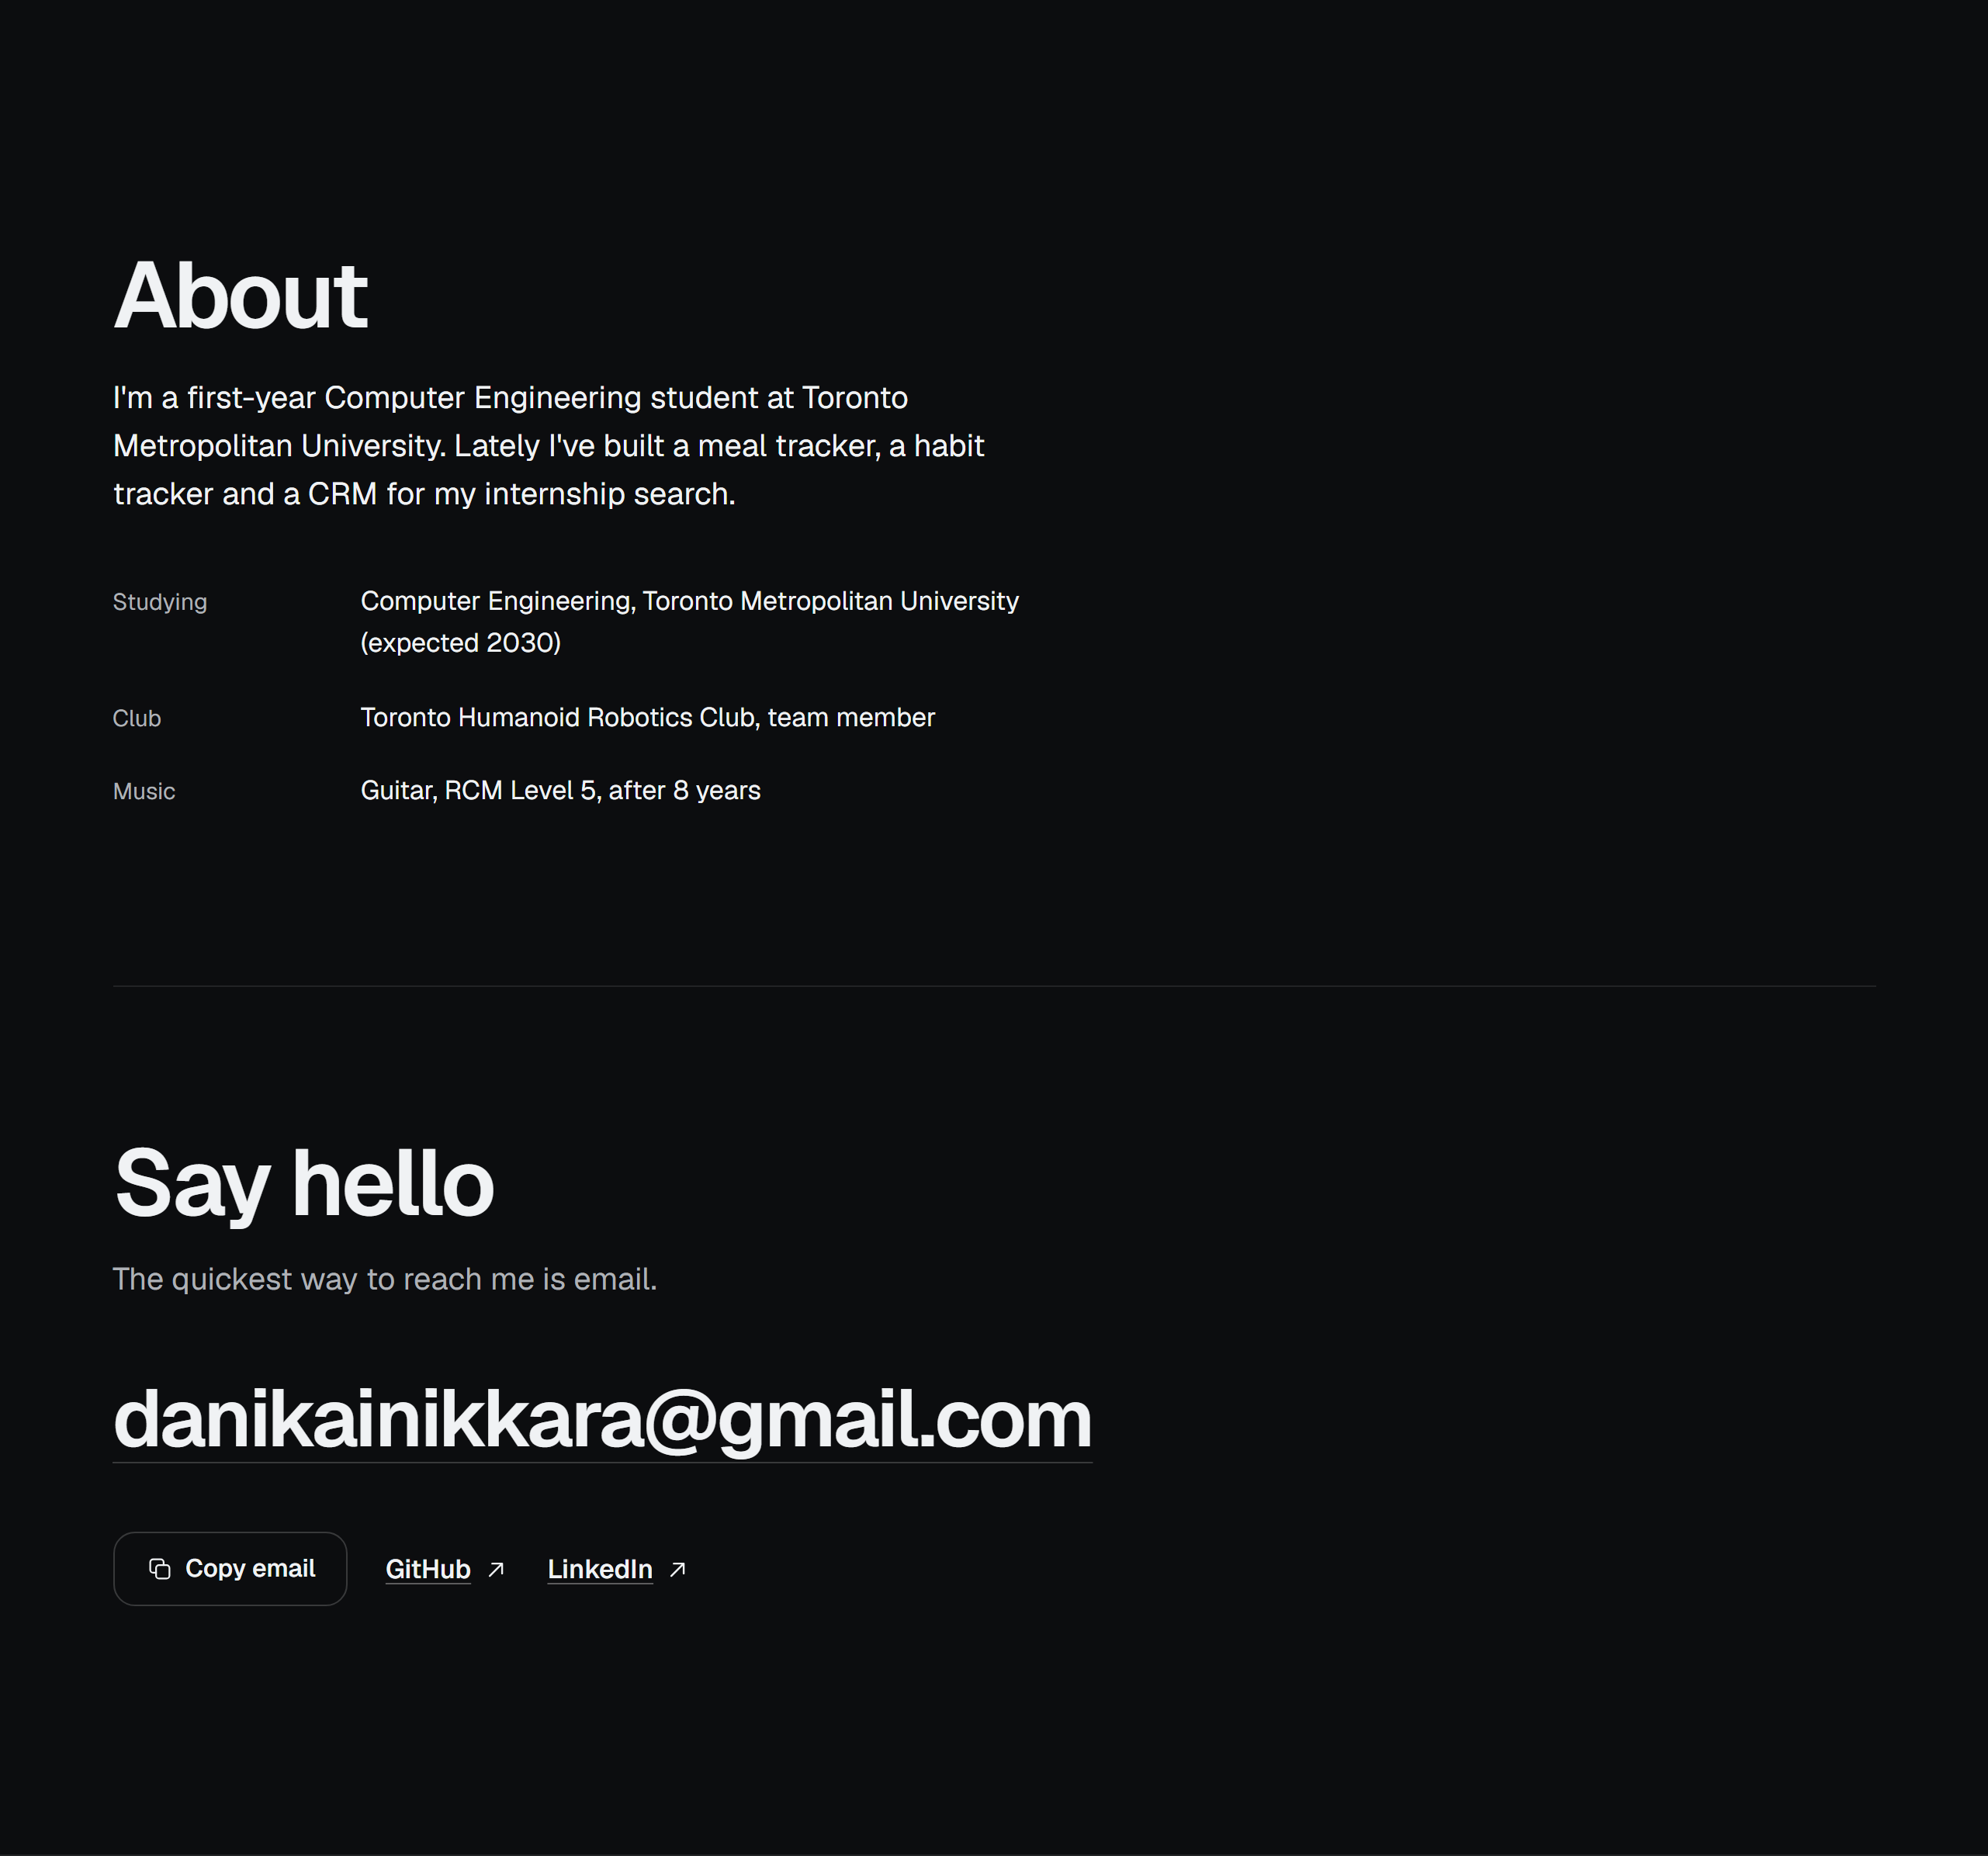 About
I'm a first-year Computer Engineering student at Toronto
Metropolitan University. Lately I've built a meal tracker, a habit
tracker and a CRM for my internship search.
Studying
Computer Engineering, Toronto Metropolitan University
(expected 2030)
Club
Toronto Humanoid Robotics Club, team member
Music
Guitar, RCM Level 5, after 8 years
Say hello
The quickest way to reach me is email.
danikainikkara@gmail.com
Copy email
GitHub
LinkedIn